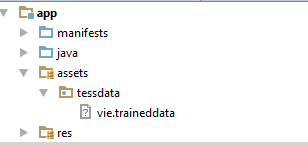 app
manifests
java
assets
tessdata
vie.traineddata
res